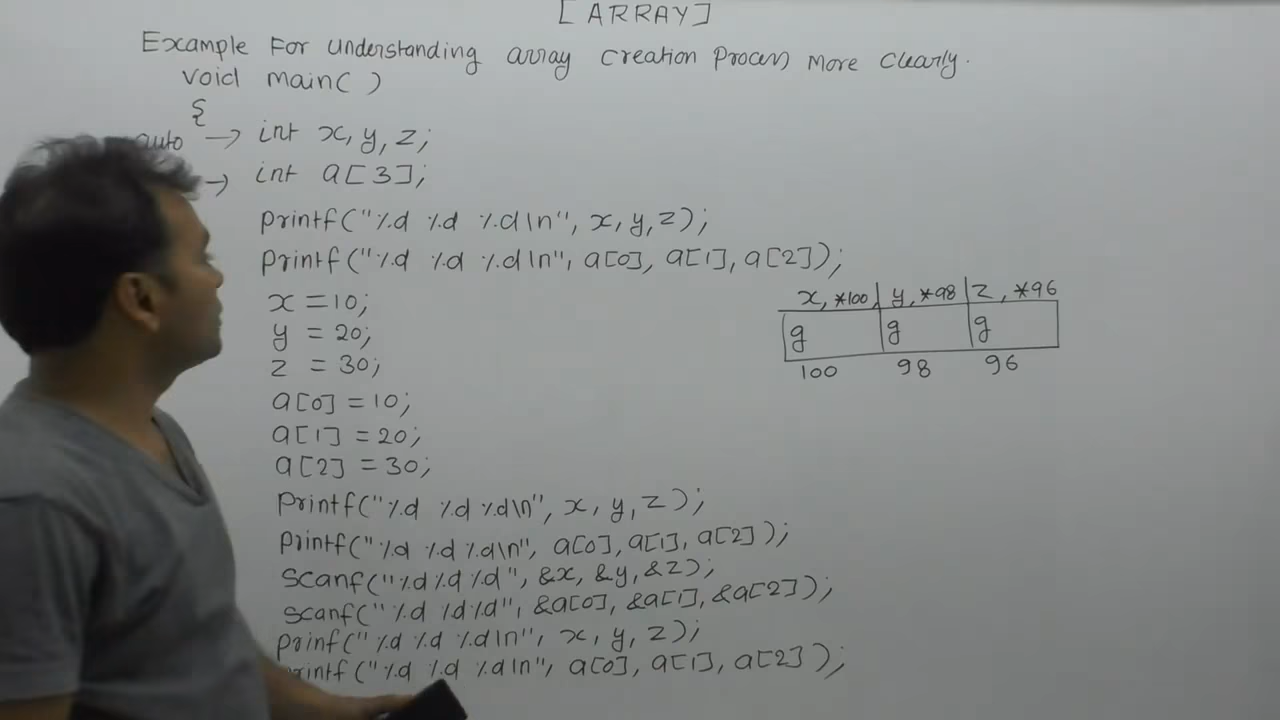 [ARRAY]
Example For Understanding array Creation Process More Clearly.
void main( )
{
auto → int x, y, z;
→ int a[3];
printf("%d %d %d\n", x, y, z);
printf("%d %d %d\n", a[0], a[1], a[2]);
x = 10;
y = 20;
z = 30;
a[0] = 10;
a[1] = 20;
a[2] = 30;
printf("%d %d %d\n", x, y, z);
printf("%d %d %d\n", a[0], a[1], a[2]);
scanf("%d %d %d", &x, &y, &z);
scanf("%d %d %d", &a[0], &a[1], &a[2]);
prinf("%d %d %d\n", x, y, z);
printf("%d %d %d\n", a[0], a[1], a[2]);
x, *100 y, *98 z, *96
g g g
100 98 96